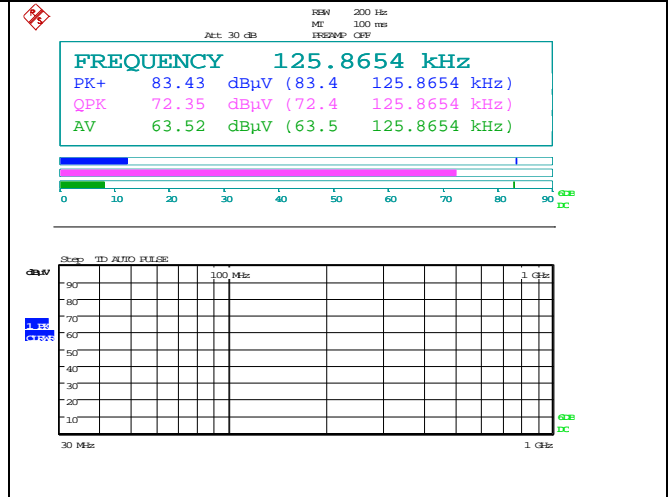 RBW 200 Hz
MT 100 ms
Att 30 dB PREAMP OFF
FREQUENCY 125.8654 kHz
PK+ 83.43 dBµV (83.4 125.8654 kHz)
QPK 72.35 dBµV (72.4 125.8654 kHz)
AV 63.52 dBµV (63.5 125.8654 kHz)
0 10 20 30 40 50 60 70 80 90
6DB
DC
Step TD AUTO PULSE
dBµV
100 MHz 1 GHz
90
80
70
1 PK
CLRWR
60
50
40
30
20
10
6DB
DC
30 MHz 1 GHz